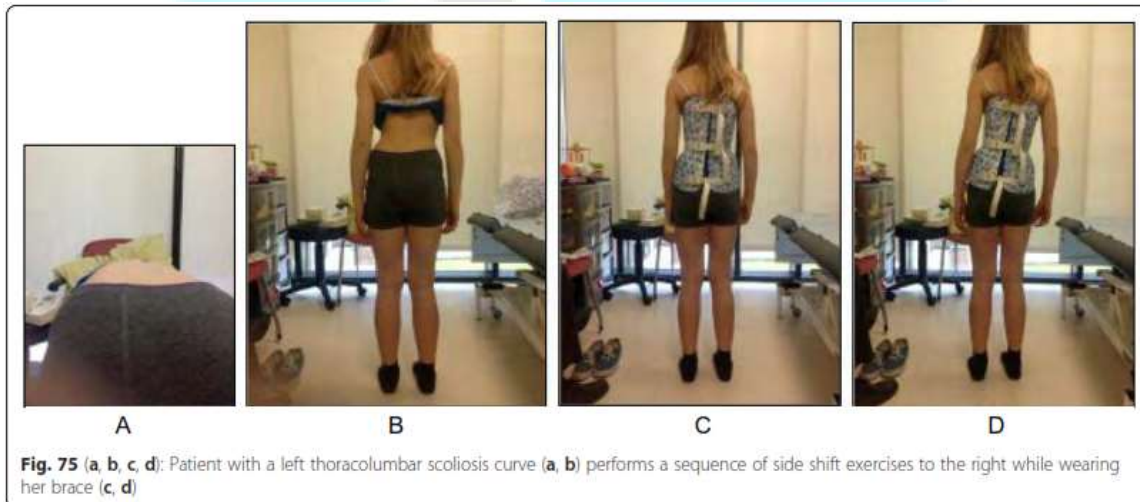 A
B
C
D
Fig. 75 (a, b, c, d): Patient with a left thoracolumbar scoliosis curve (a, b) performs a sequence of side shift exercises to the right while wearing
her brace (c, d)